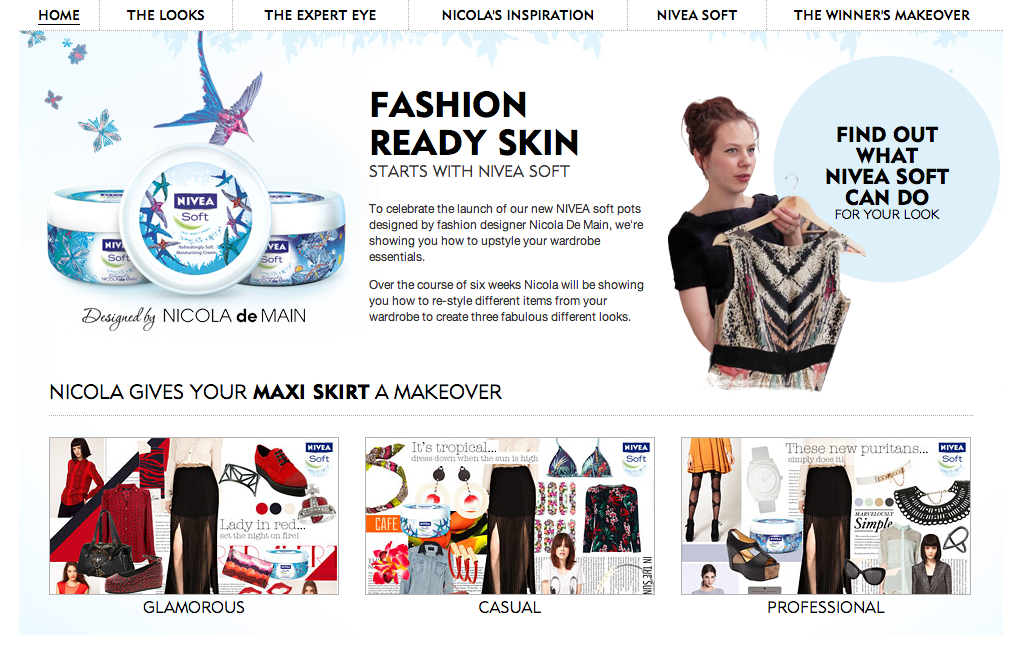 HOME THE LOOKS THE EXPERT EYE NICOLA'S INSPIRATION NIVEA SOFT THE WINNER'S MAKEOVER
FASHION
READY SKIN
STARTS WITH NIVEA SOFT
To celebrate the launch of our new NIVEA soft pots
designed by fashion designer Nicola De Main, we're
showing you how to upstyle your wardrobe
essentials.
Over the course of six weeks Nicola will be showing
you how to re-style different items from your
wardrobe to create three fabulous different looks.
FIND OUT
WHAT
NIVEA SOFT
CAN DO
FOR YOUR LOOK
NIVEA
Soft
Refreshingly Soft
Moisturising Cream
Designed by NICOLA de MAIN
NICOLA GIVES YOUR MAXI SKIRT A MAKEOVER
NIVEA
Soft
Lady in red...
set the night on fire!
GLAMOROUS
It's tropical...
dress down when the sun is high
NIVEA
Soft
CAFE
IN THE SUN
CASUAL
These new puritans...
simply does it!
NIVEA
Soft
MARVELOUSLY
Simple
PROFESSIONAL